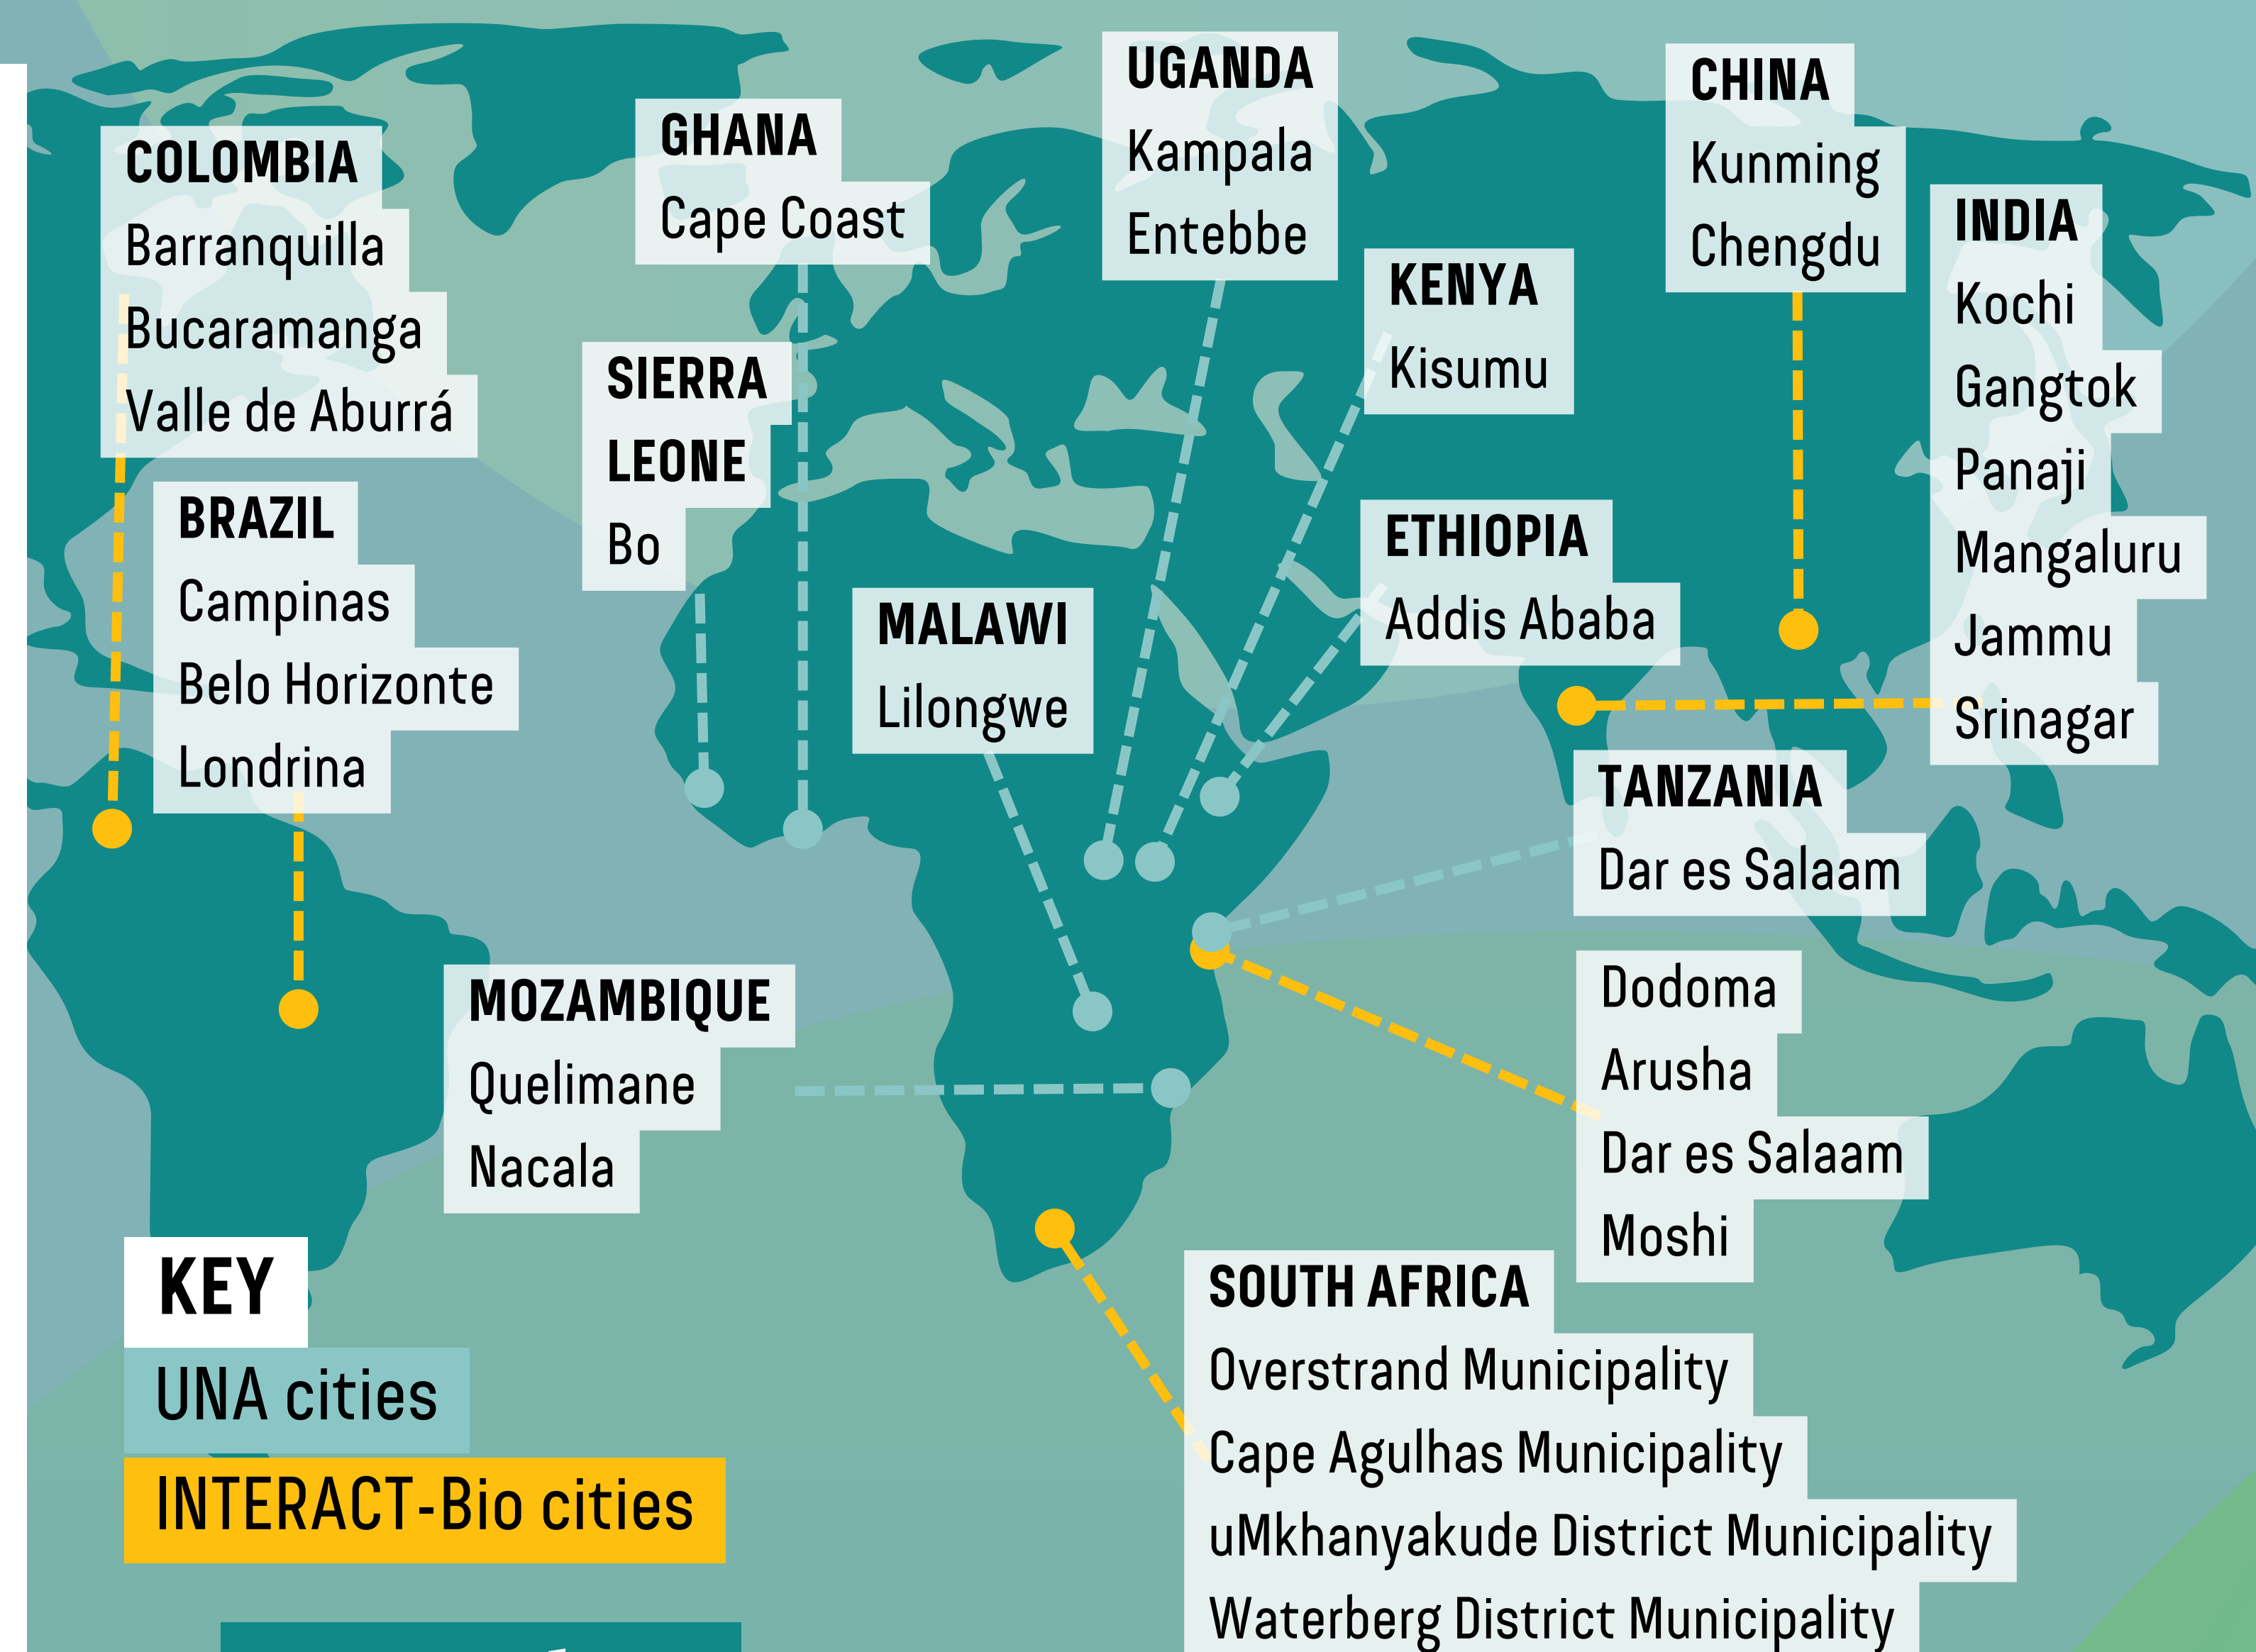 COLOMBIA
Barranquilla
Bucaramanga
Valle de Aburrá
BRAZIL
Campinas
Belo Horizonte
Londrina
GHANA
Cape Coast
SIERRA
LEONE
Bo
UGANDA
Kampala
Entebbe
KENYA
Kisumu
ETHIOPIA
Addis Ababa
MALAWI
Lilongwe
CHINA
Kunming
Chengdu
INDIA
Kochi
Gangtok
Panaji
Mangaluru
Jammu
Srinagar
TANZANIA
Dar es Salaam
Dodoma
Arusha
Dar es Salaam
Moshi
MOZAMBIQUE
Quelimane
Nacala
SOUTH AFRICA
Overstrand Municipality
Cape Agulhas Municipality
uMkhanyakude District Municipality
Waterberg District Municipality
KEY
UNA cities
INTERACT-Bio cities